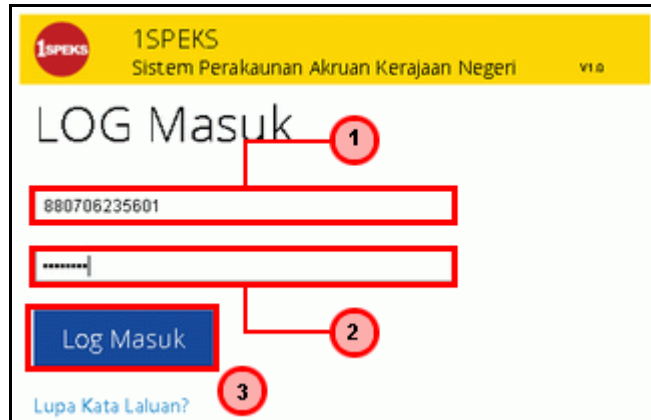 1SPEKS
1SPEKS
Sistem Perakaunan Akruan Kerajaan Negeri V1.0
LOG Masuk
1
880706235601
2
Log Masuk
3
Lupa Kata Laluan?